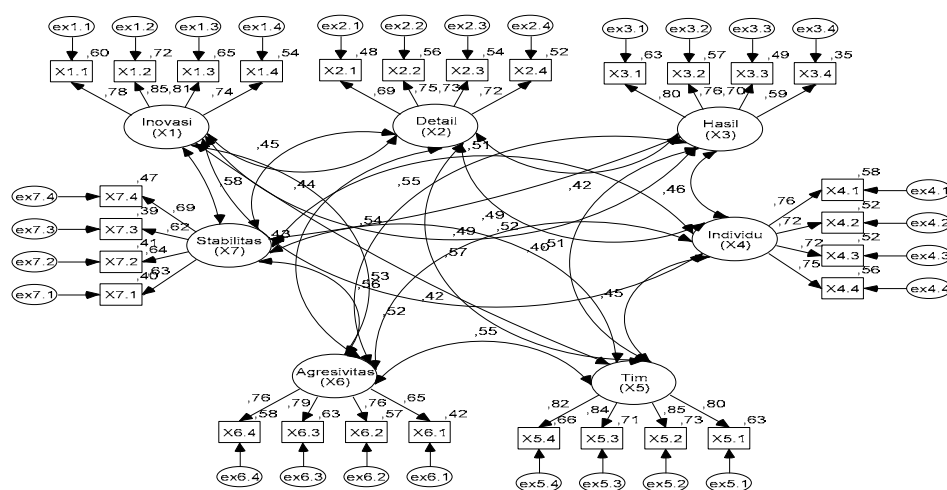 ex1.1 ex1.2 ex1.3 ex1.4
,60 ,72 ,65 ,54
X1.1 X1.2 X1.3 X1.4
,78 ,85 ,81 ,74
Inovasi
(X1)
ex2.1 ex2.2 ex2.3 ex2.4
,48 ,56 ,54 ,52
X2.1 X2.2 X2.3 X2.4
,69 ,75 ,73 ,72
Detail
(X2)
ex3.1 ex3.2 ex3.3 ex3.4
,63 ,57 ,49 ,35
X3.1 X3.2 X3.3 X3.4
,80 ,76 ,70 ,59
Hasil
(X3)
,45 ,51
,58 ,44 ,55 ,42 ,46
,54 ,49 ,52
,43 ,49 ,40 ,51
,57
,53
,56 ,42 ,45
,52
,55
ex7.4 X7.4 ,47 ,69
ex7.3 X7.3 ,39 ,62
ex7.2 X7.2 ,41 ,64
ex7.1 X7.1 ,40 ,63
Stabilitas
(X7)
,58 X4.1 ex4.1
,76
,52 X4.2 ex4.2
,72
,52 X4.3 ex4.3
,72
,56 X4.4 ex4.4
,75
Individu
(X4)
Agresivitas
(X6)
,76 ,79 ,76 ,65
,58 ,63 ,57 ,42
X6.4 X6.3 X6.2 X6.1
ex6.4 ex6.3 ex6.2 ex6.1
Tim
(X5)
,82 ,84 ,85 ,80
,66 ,71 ,73 ,63
X5.4 X5.3 X5.2 X5.1
ex5.4 ex5.3 ex5.2 ex5.1